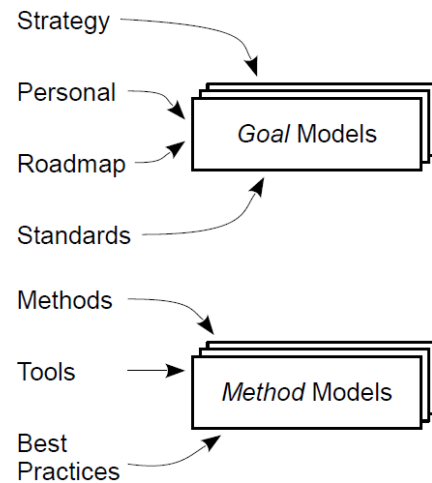 Strategy
Personal
Goal Models
Roadmap
Standards
Methods
Tools
Method Models
Best
Practices